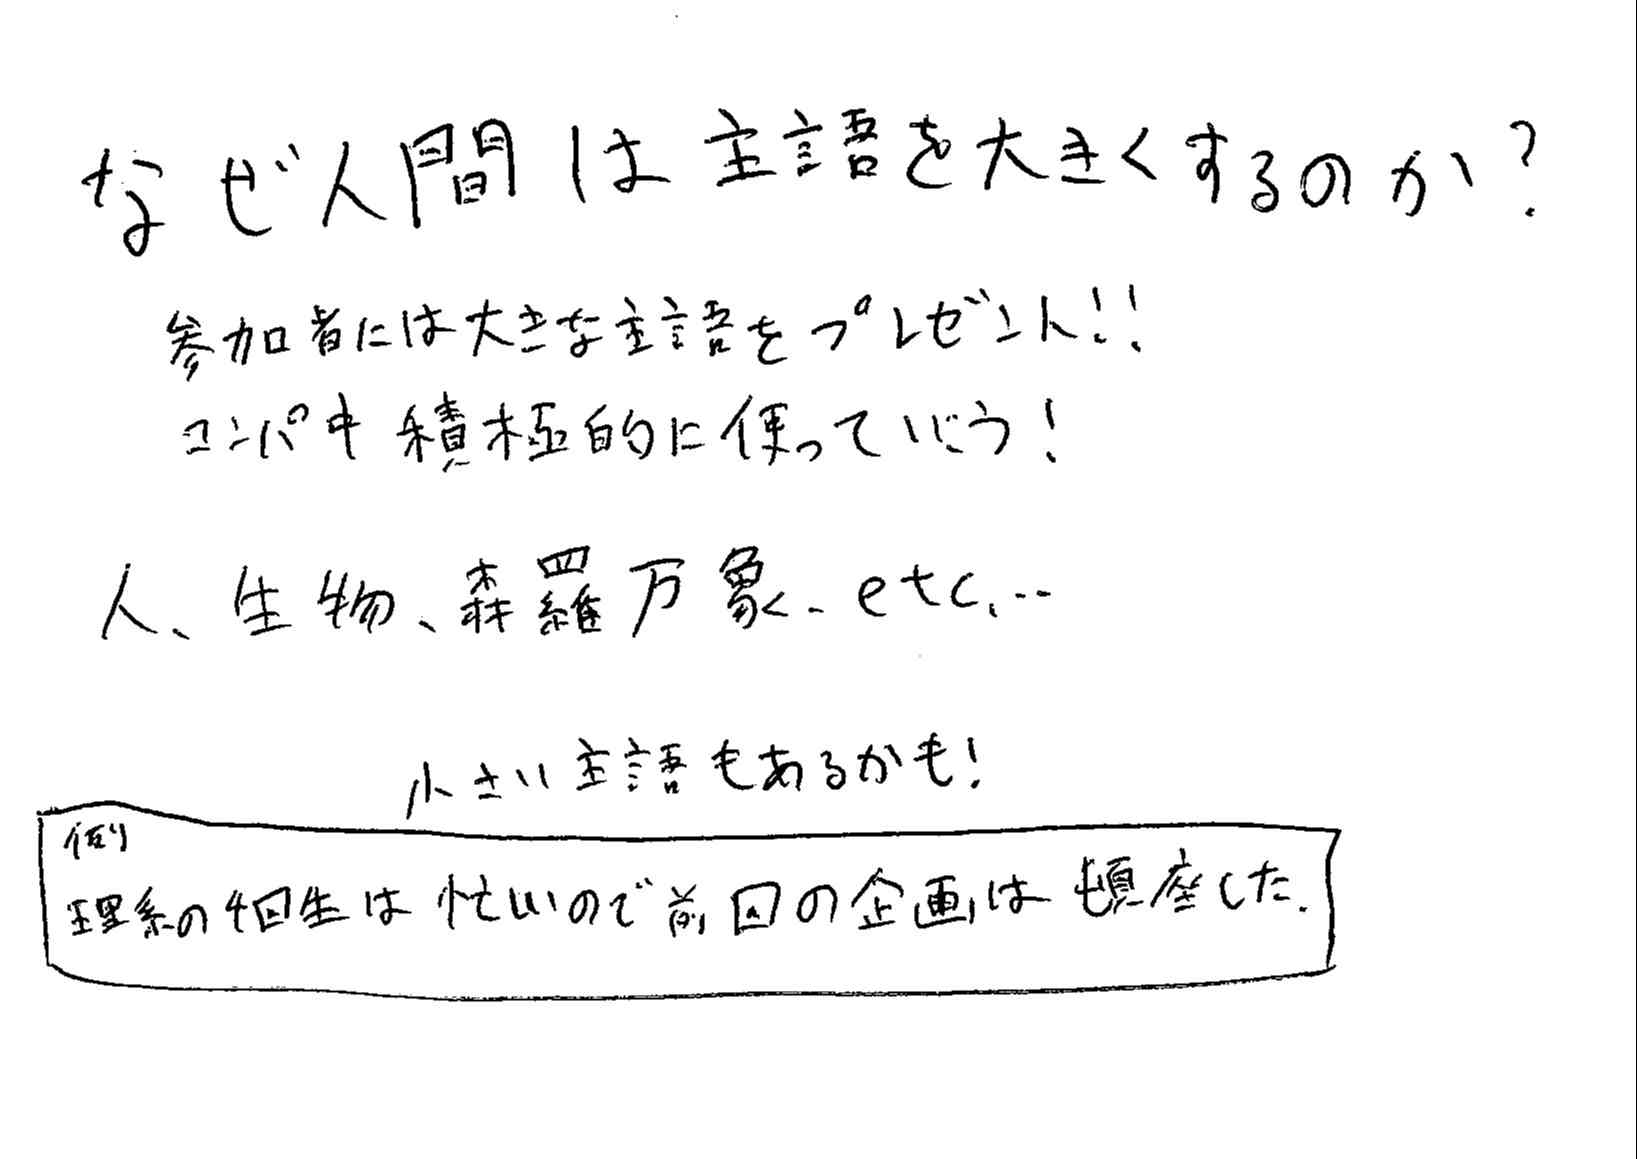 なぜ人間は主語を大きくするのか?
参加者には大きな主語をプレゼント!!
コンパ中積極的に使っていこう!
人、生物、森羅万象、etc...
小さい主語もあるかも!
例)
理系の4回生は忙しいので前回の企画は頓座した.